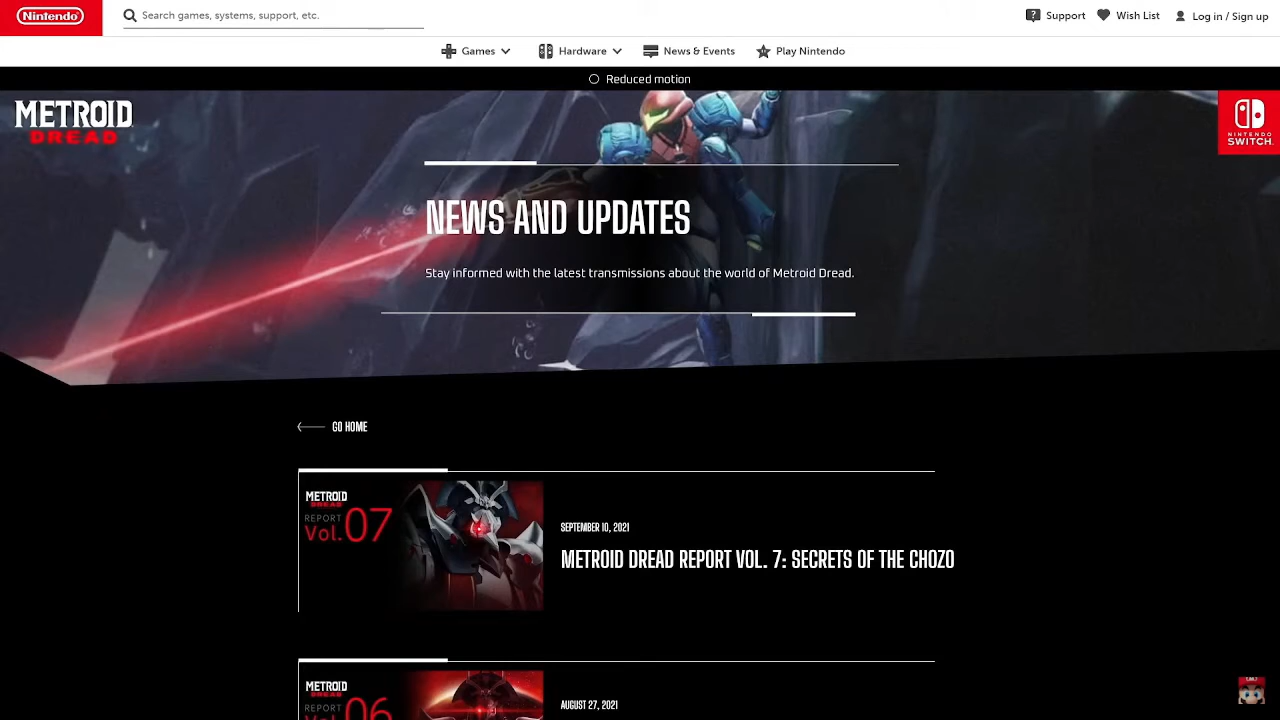 Nintendo
Search games, systems, support, etc.
Support
Wish List
Log in / Sign up
Games
Hardware
News & Events
Play Nintendo
Reduced motion
METROID
DREAD
NINTENDO
SWITCH
NEWS AND UPDATES
Stay informed with the latest transmissions about the world of Metroid Dread.
GO HOME
METROID
DREAD
REPORT
Vol.07
SEPTEMBER 10, 2021
METROID DREAD REPORT VOL. 7: SECRETS OF THE CHOZO
METROID
DREAD
REPORT
Vol.06
AUGUST 27, 2021